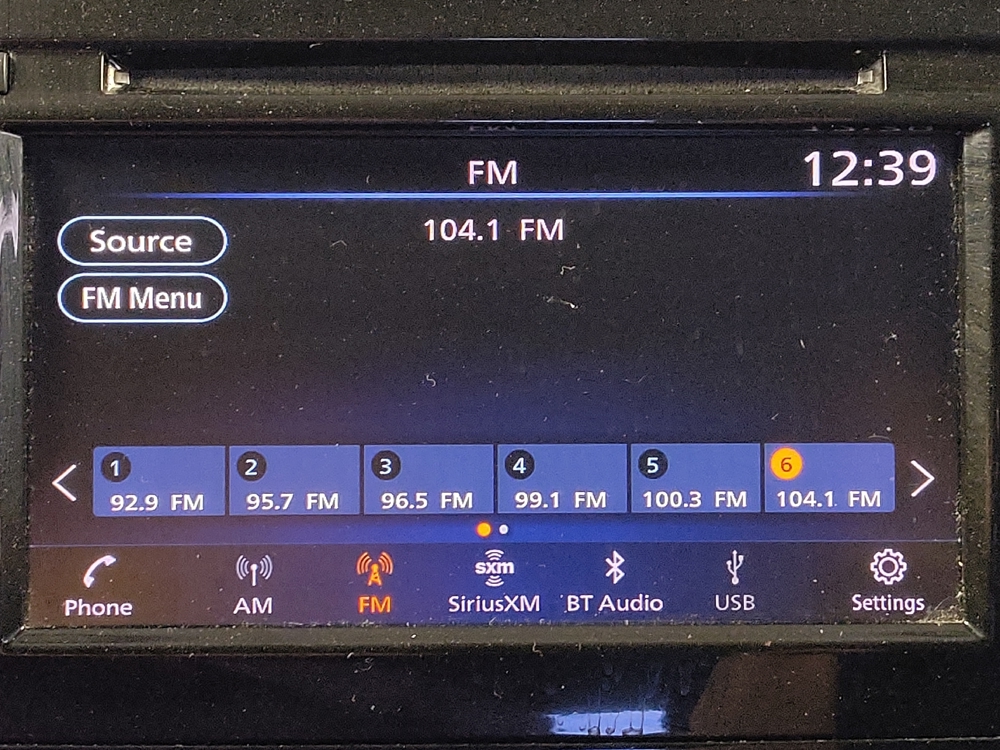 FM
12:39
Source
104.1 FM
FM Menu
1 2 3 4 5 6
92.9 FM 95.7 FM 96.5 FM 99.1 FM 100.3 FM 104.1 FM
sxm
Phone AM FM SiriusXM BT Audio USB Settings